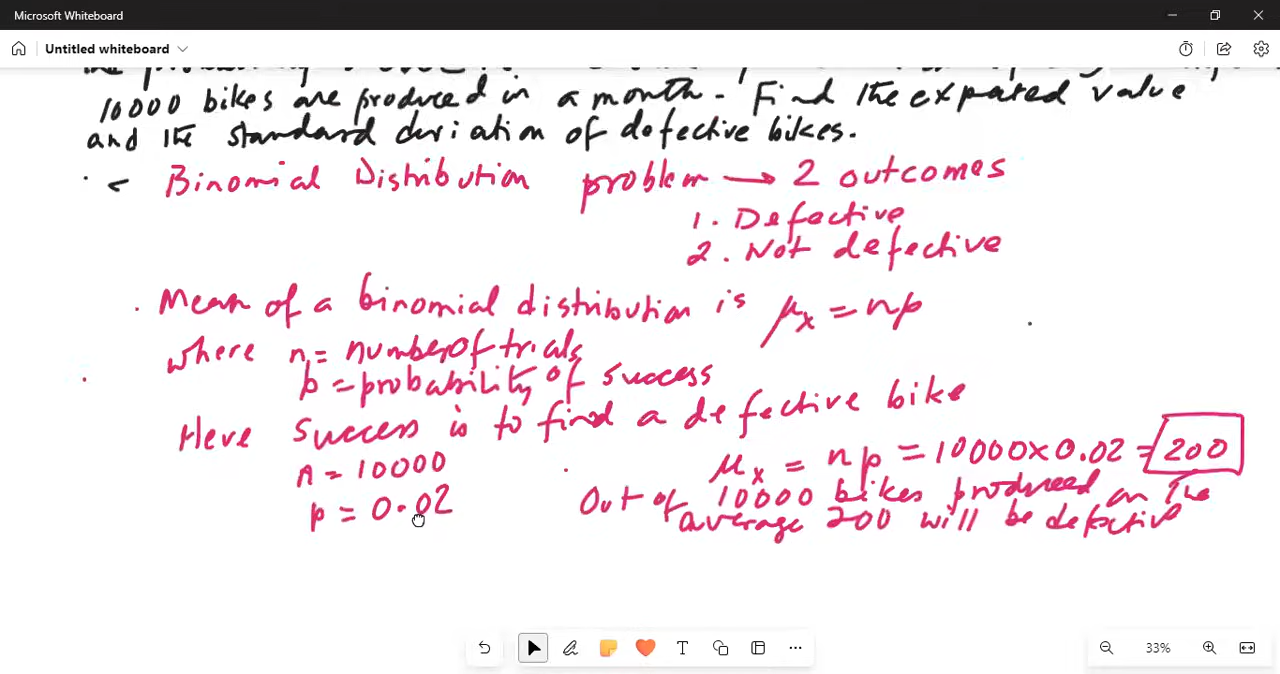 Microsoft Whiteboard
Untitled whiteboard
10000 bikes are produced in a month. Find the expated value
and the standard deviation of defective bikes.
Binomial Distribution problem → 2 outcomes
1. Defective
2. Not defective
Mean of a binomial distribution is μx = np
where n = number of trials
p = probability of success
Here success is to find a defective bike
n = 10000
p = 0.02
μx = np = 10000x0.02 = 200
Out of 10000 bikes produced on the
average 200 will be defective
33%